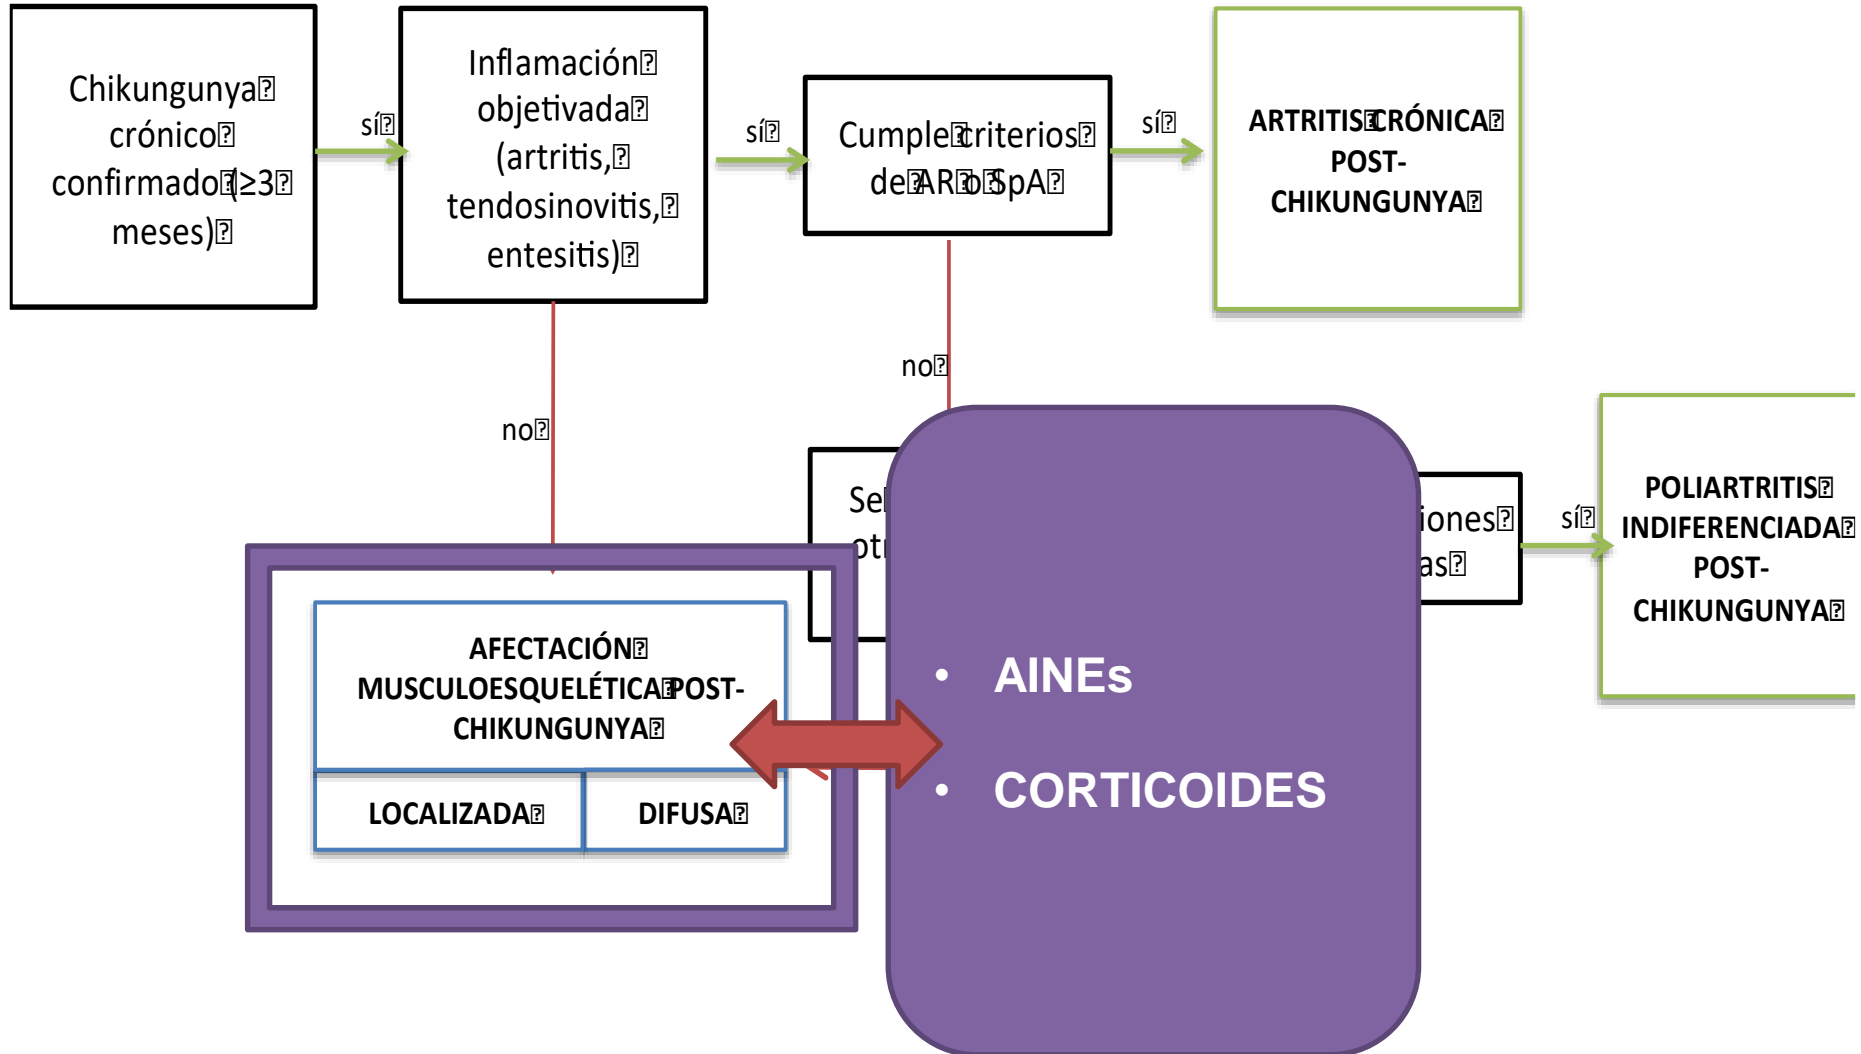 Chikungunya
crónico
confirmado (≥3
meses)
sí
Inflamación
objetivada
(artritis,
tendosinovitis,
entesitis)
sí
Cumple criterios
de AR o SpA
sí
ARTRITIS CRÓNICA
POST-
CHIKUNGUNYA
no
no
Se
otr
iones
as
sí
POLIARTRITIS
INDIFERENCIADA
POST-
CHIKUNGUNYA
AFECTACIÓN
MUSCULOESQUELÉTICA POST-
CHIKUNGUNYA
LOCALIZADA
DIFUSA
• AINEs
• CORTICOIDES